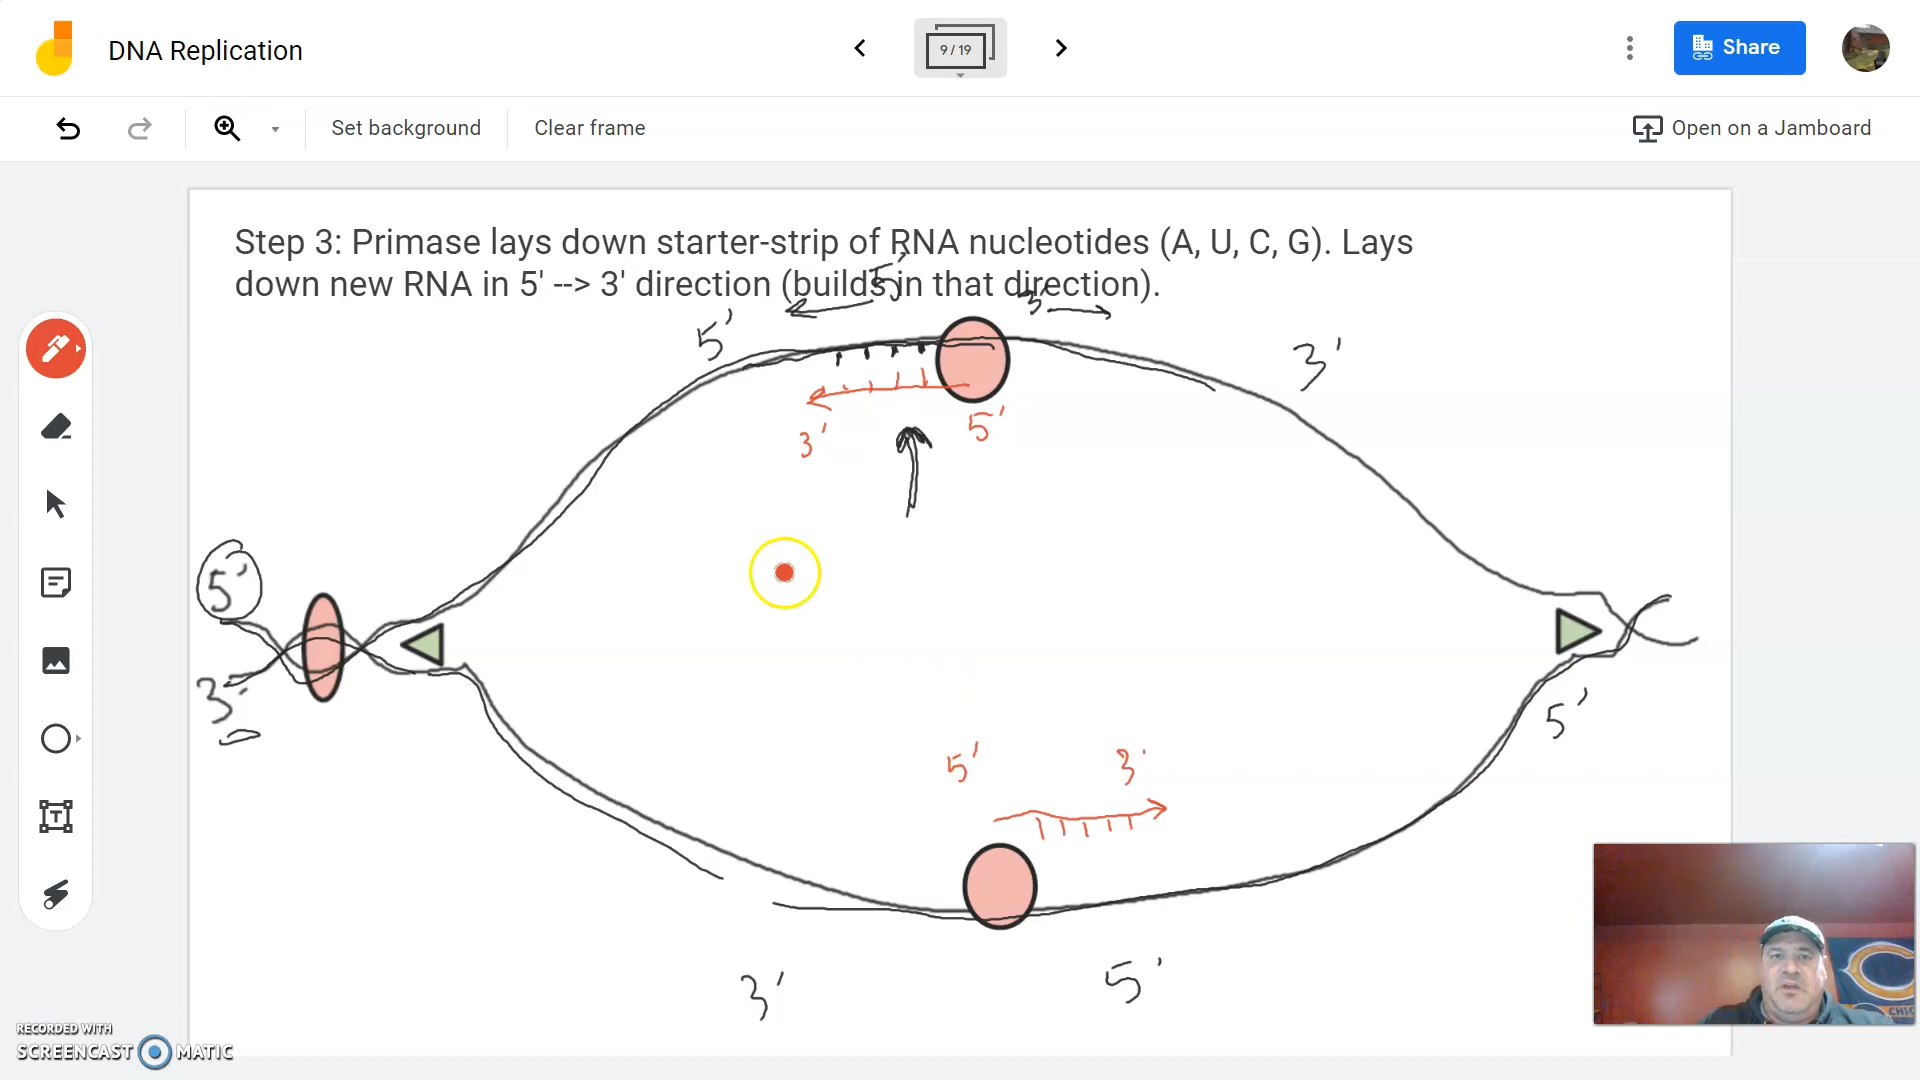 DNA Replication
9 / 19
Share
Set background
Clear frame
Open on a Jamboard
Step 3: Primase lays down starter-strip of RNA nucleotides (A, U, C, G). Lays
down new RNA in 5' --> 3' direction (builds in that direction).
5'
3'
5'
3'
3'
5'
5'
3'
5'
5'
3'
3'
5'
T
C
RECORDED WITH
SCREENCAST MATIC